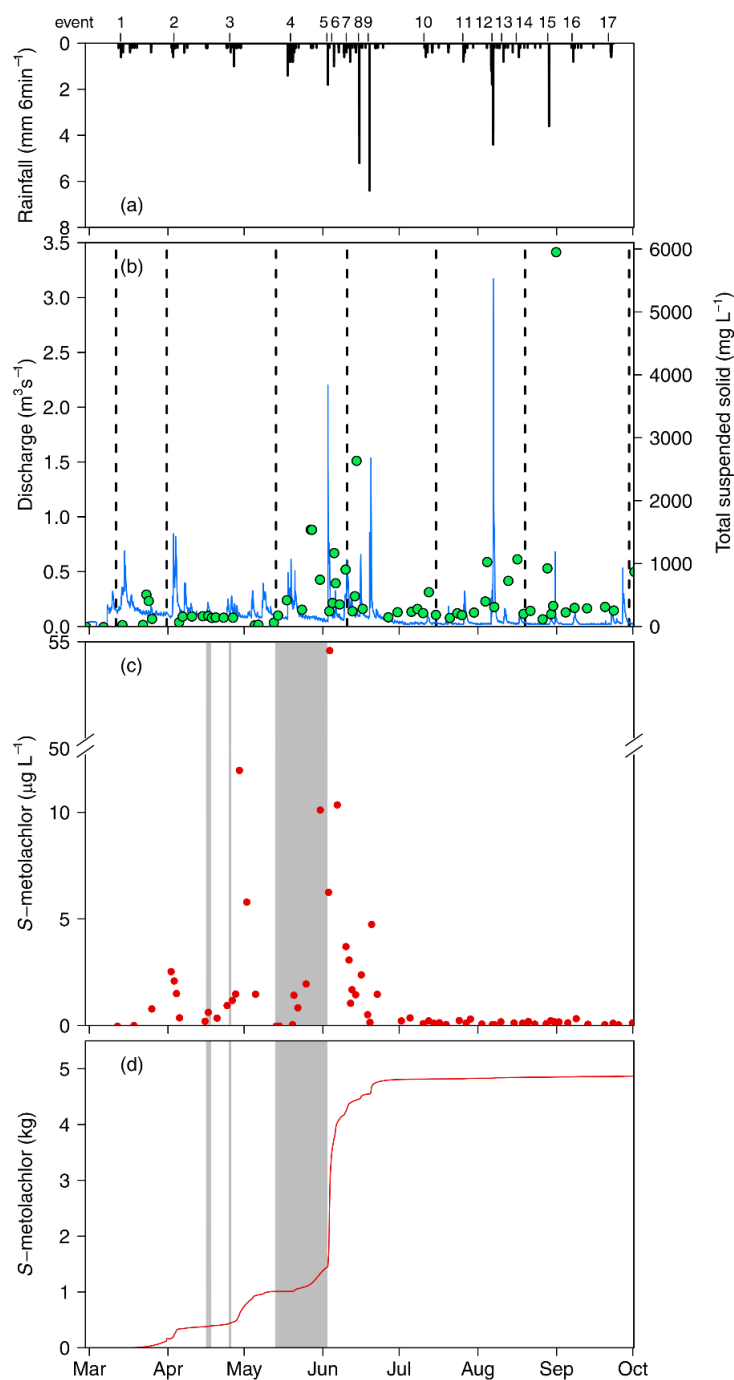 event 1 2 3 4 5 6 7 8 9 10 11 12 13 14 15 16 17
0
2
4
6
8
Rainfall (mm 6min⁻¹)
(a)
3.5
3.0
2.5
2.0
1.5
1.0
0.5
0.0
Discharge (m³s⁻¹)
(b)
6000
5000
4000
3000
2000
1000
0
Total suspended solid (mg L⁻¹)
55
50
10
5
0
S−metolachlor (µg L⁻¹)
(c)
5
4
3
2
1
0
S−metolachlor (kg)
(d)
Mar Apr May Jun Jul Aug Sep Oct